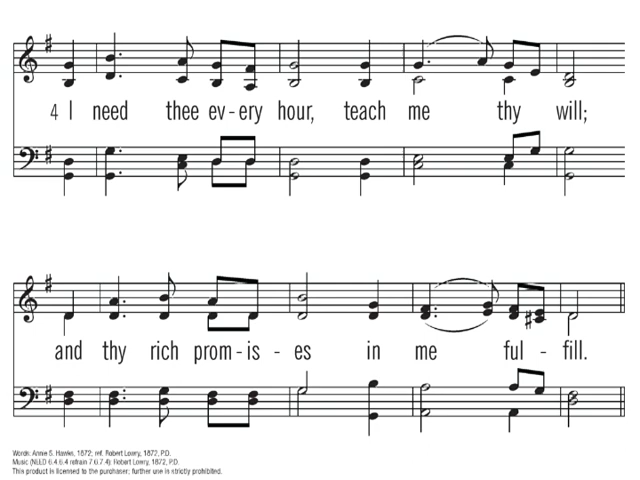 4 I need thee ev - ery hour, teach me thy will;
and thy rich prom - is - es in me ful - fill.
Words: Annie S. Hawks, 1872; ref. Robert Lowry, 1872, P.D.
Music (NEED 6.4.6.4 refrain 7.6.7.4): Robert Lowry, 1872, P.D.
This product is licensed to the purchaser; further use is strictly prohibited.